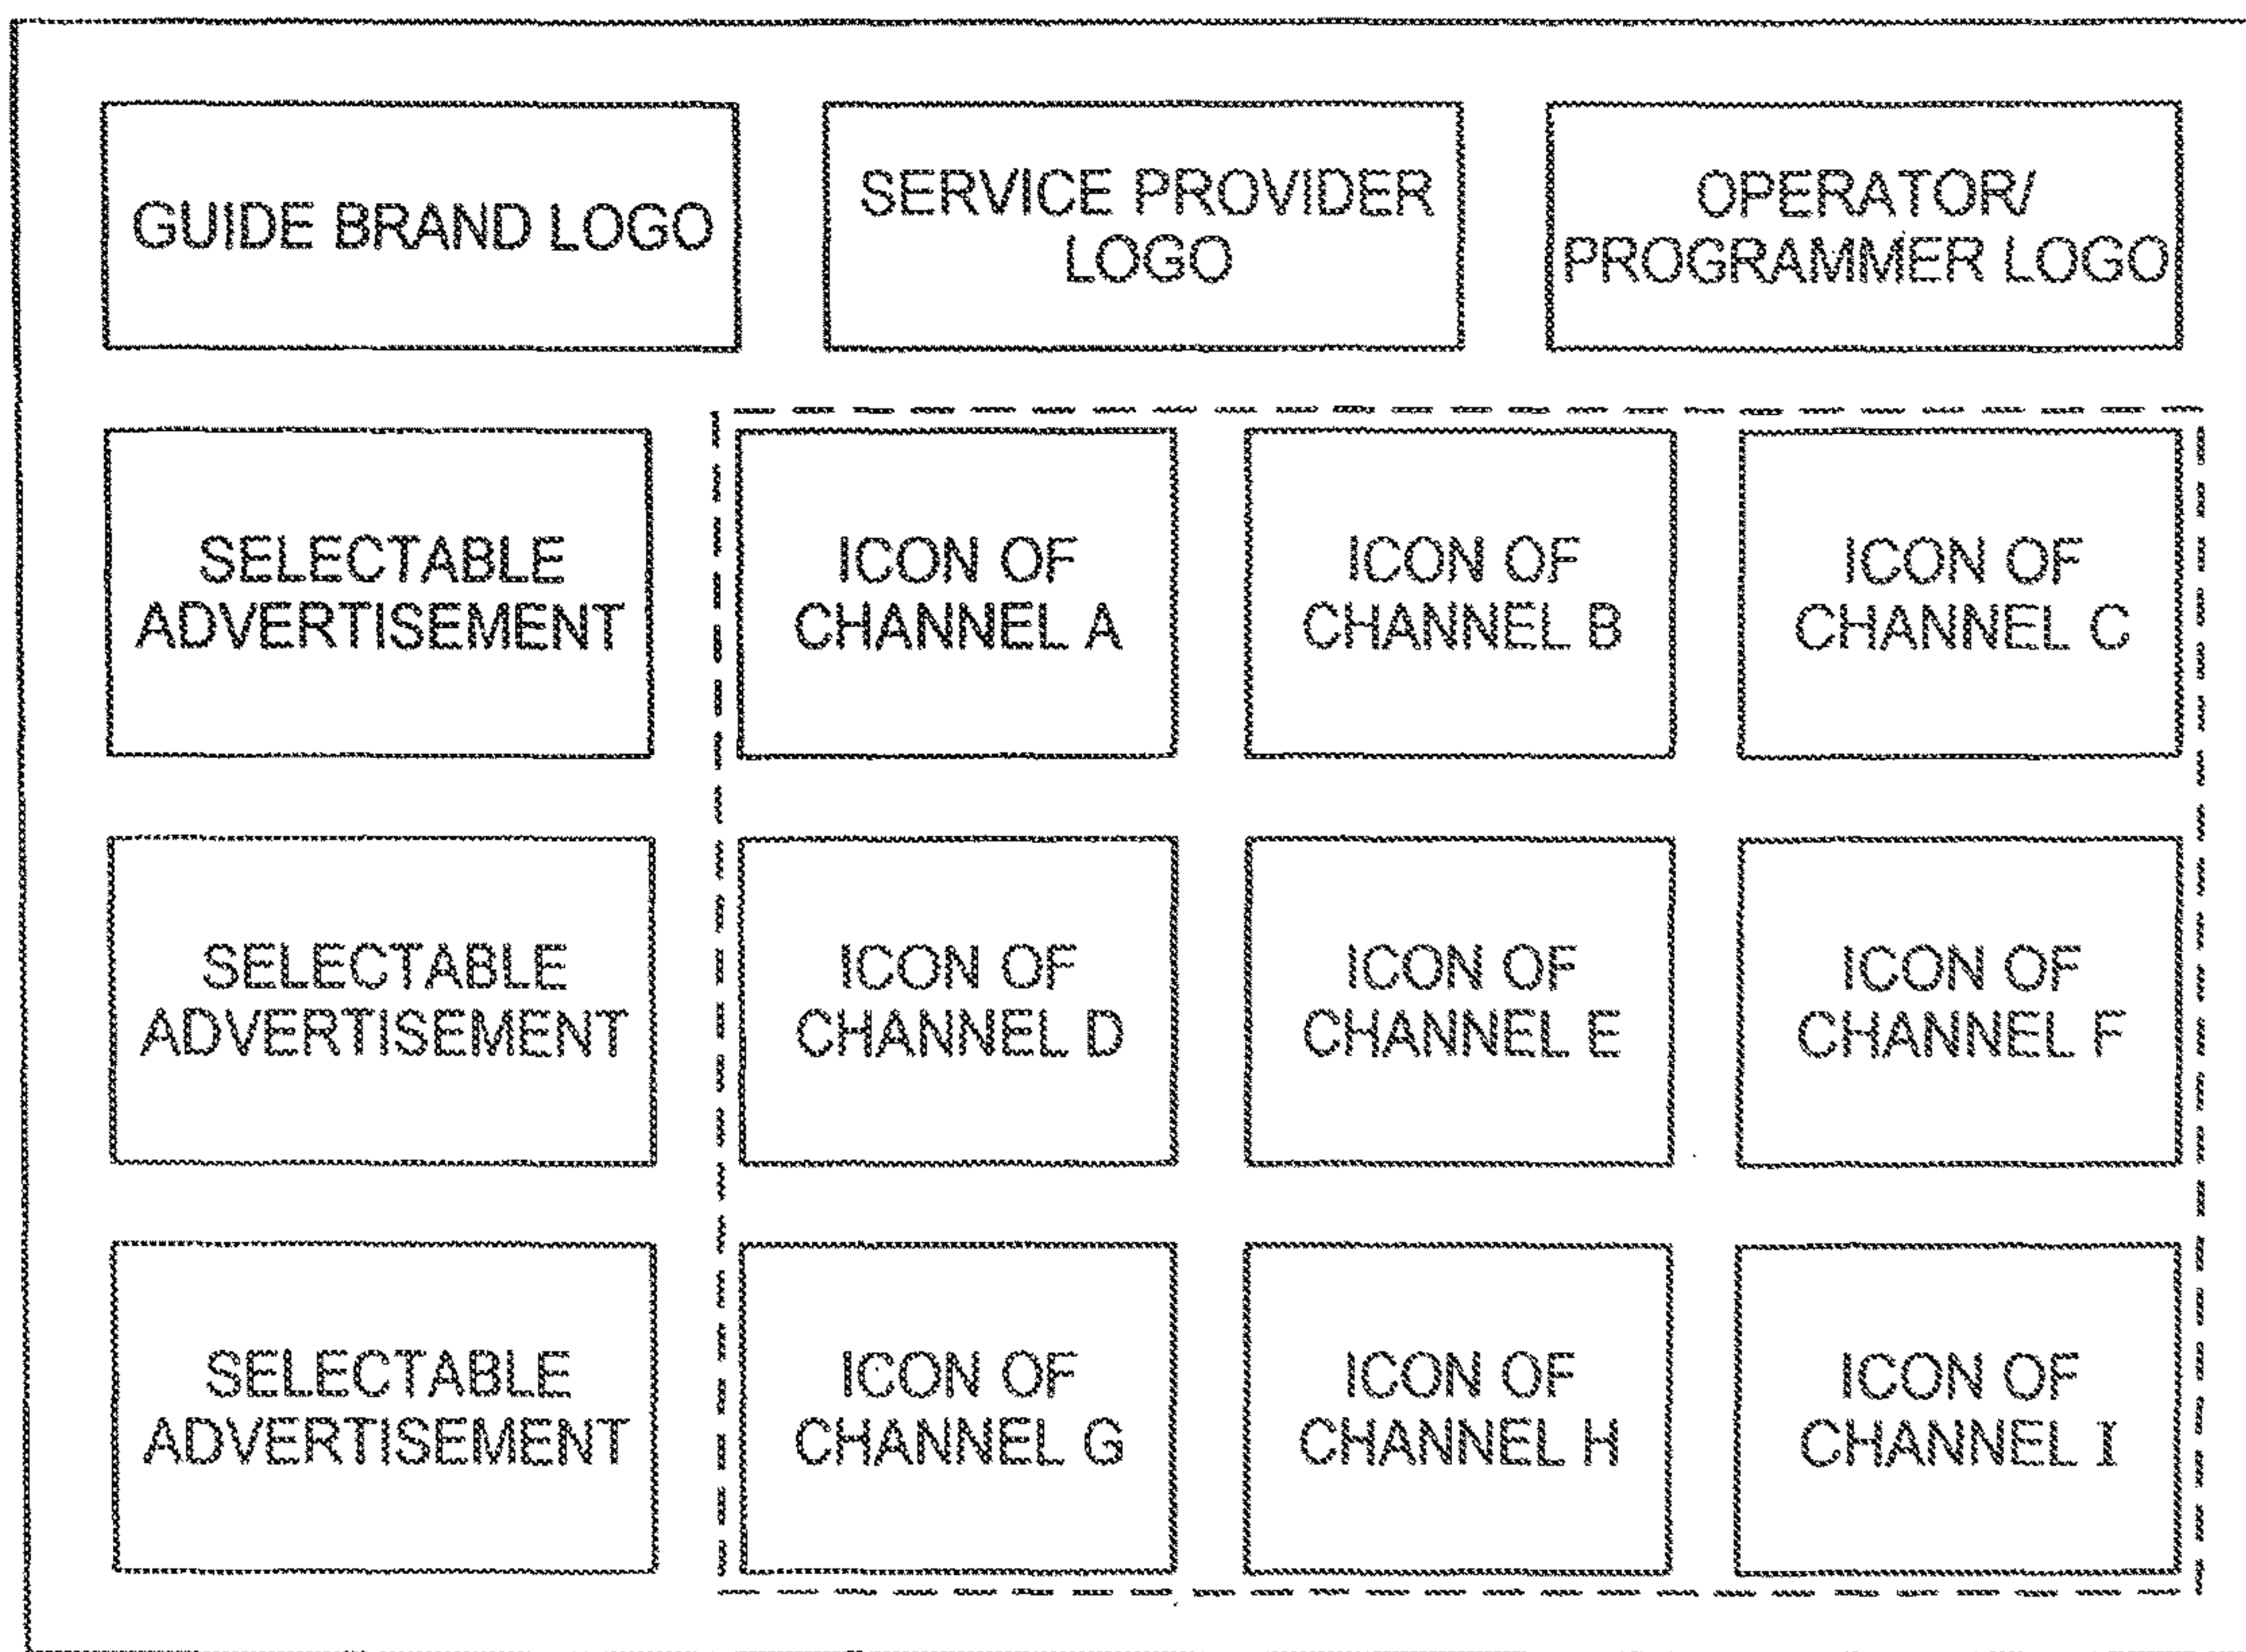 GUIDE BRAND LOGO
SERVICE PROVIDER
LOGO
OPERATOR/
PROGRAMMER LOGO
SELECTABLE
ADVERTISEMENT
ICON OF
CHANNEL A
ICON OF
CHANNEL B
ICON OF
CHANNEL C
SELECTABLE
ADVERTISEMENT
ICON OF
CHANNEL D
ICON OF
CHANNEL E
ICON OF
CHANNEL F
SELECTABLE
ADVERTISEMENT
ICON OF
CHANNEL G
ICON OF
CHANNEL H
ICON OF
CHANNEL I